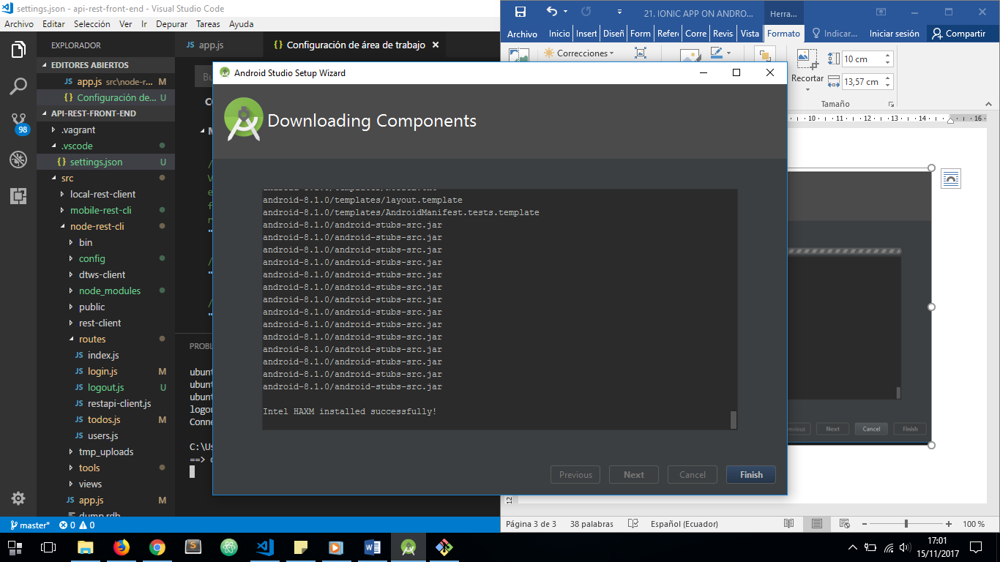 settings.json - api-rest-front-end - Visual Studio Code
Archivo Editar Selección Ver Ir Depurar Tareas Ayuda
EXPLORADOR
EDITORES ABIERTOS
JS app.js src\node-r... M
{} Configuración de... U
API-REST-FRONT-END
.vagrant
.vscode
{} settings.json U
src
local-rest-client
mobile-rest-cli
node-rest-cli
bin
config
dtws-client
node_modules
public
rest-client
routes
JS index.js
JS login.js M
JS logout.js U
JS restapi-client.js
JS todos.js M
JS users.js
tmp_uploads
tools
views
JS app.js M
dump.rdb
98
JS app.js
{} Configuración de área de trabajo ×
Bu
PROBL
ubunt
ubunt
ubunt
logou
Conne
C:\Us
master* 0 0
21. IONIC APP ON ANDRO...
Herra...
Archivo Inicio Insert Diseñ Form Refere Corre Revis Vista Formato Indicar... Iniciar sesión Compartir
Correcciones
Recortar
10 cm
13,57 cm
Tamaño
10 11 12 13 14 16
Android Studio Setup Wizard
Downloading Components
android-8.1.0/templates/layout.template
android-8.1.0/templates/AndroidManifest.tests.template
android-8.1.0/android-stubs-src.jar
android-8.1.0/android-stubs-src.jar
android-8.1.0/android-stubs-src.jar
android-8.1.0/android-stubs-src.jar
android-8.1.0/android-stubs-src.jar
android-8.1.0/android-stubs-src.jar
android-8.1.0/android-stubs-src.jar
android-8.1.0/android-stubs-src.jar
android-8.1.0/android-stubs-src.jar
android-8.1.0/android-stubs-src.jar
android-8.1.0/android-stubs-src.jar
android-8.1.0/android-stubs-src.jar
android-8.1.0/android-stubs-src.jar
android-8.1.0/android-stubs-src.jar
Intel HAXM installed successfully!
Previous Next Cancel Finish
evious Next Cancel Finish
12
Página 3 de 3 38 palabras Español (Ecuador) 100 %
17:01
15/11/2017